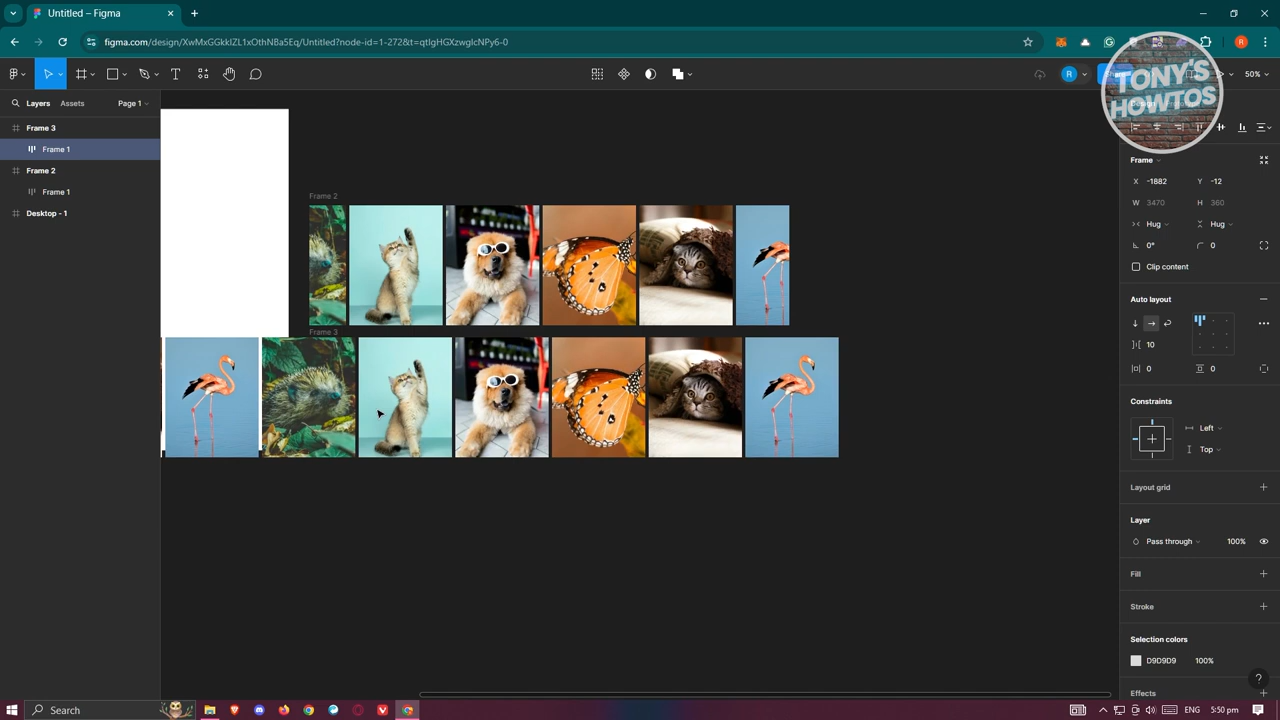 Untitled – Figma
figma.com/design/XwMxGGkklZL1xOthNBa5Eq/Untitled?node-id=1-272&t=qtIgHGXzwglcNPy6-0
R
R
50%
TONY'S
HOWTOS
Layers
Assets
Page 1
Frame 3
Frame 1
Frame 2
Frame 1
Desktop - 1
Frame 2
Frame 3
Frame
X
-1882
Y
-12
W
3470
H
360
Hug
Hug
0°
0
Clip content
Auto layout
10
0
0
Constraints
Left
Top
Layout grid
Layer
Pass through
100%
Fill
Stroke
Selection colors
D9D9D9
100%
Effects
?
Search
ENG
5:50 pm